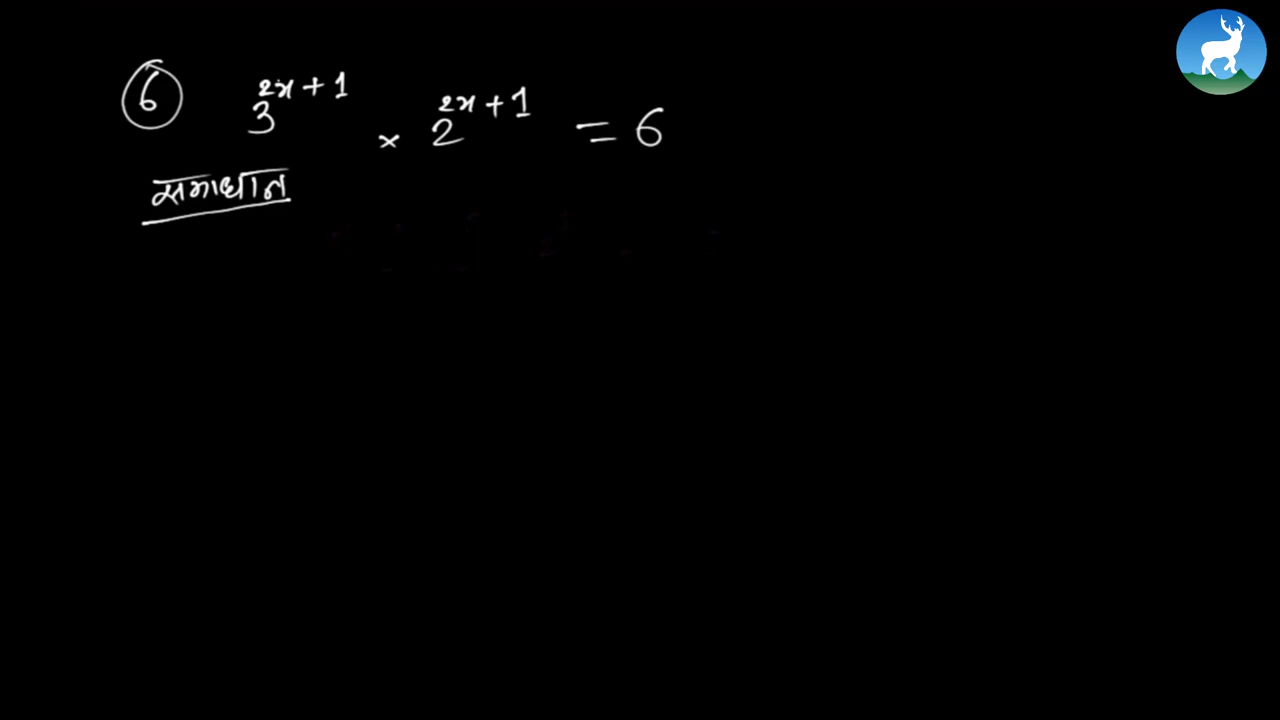 ⑥ 3^{2x+1} × 2^{2x+1} = 6
समाधान